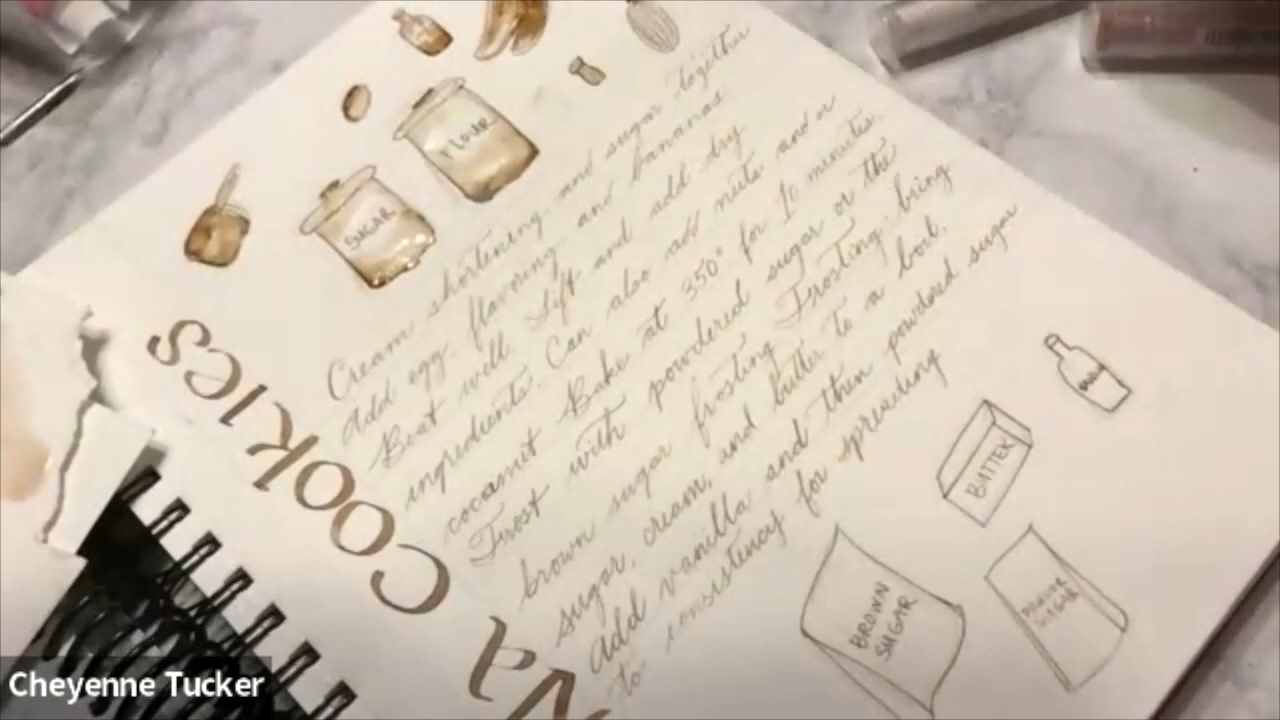 Cookies
FLOUR
SUGAR
Cream shortening and sugar together
Add egg, flavoring and bananas.
Beat well. Sift and add dry
ingredients. Can also add nuts and or
cocanut Bake at 350° for 10 minutes.
Frost with powdered sugar or the
brown sugar frosting. Frosting: bring
sugar, cream, and butter to a boil.
Add vanilla and then powdered sugar
to consistency for spreading
BUTTER
BROWN
SUGAR
SUGAR
Cheyenne Tucker